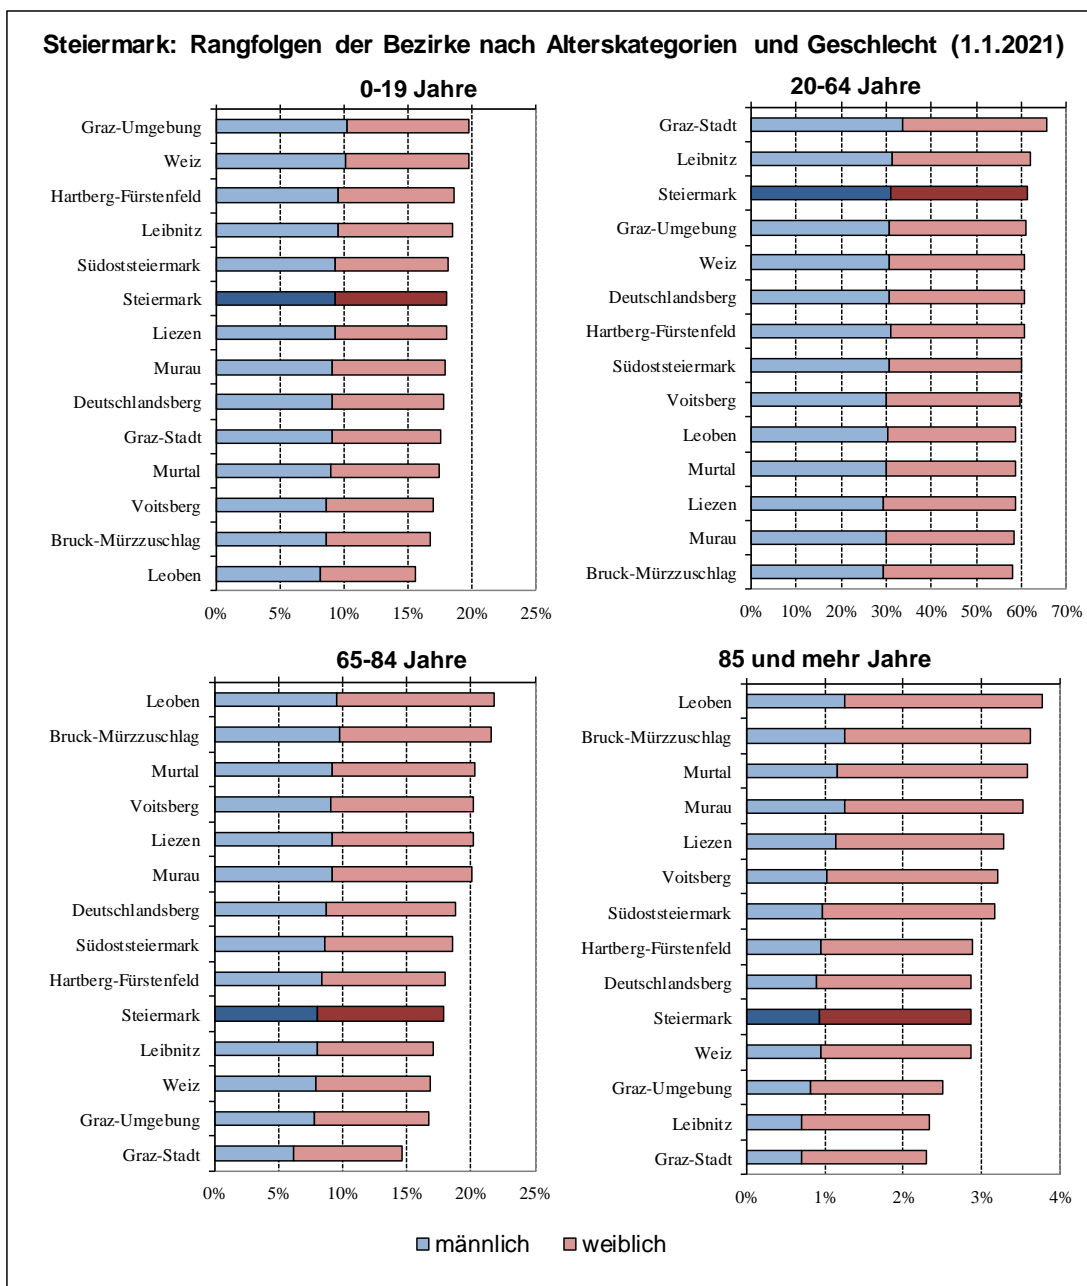 Steiermark: Rangfolgen der Bezirke nach Alterskategorien und Geschlecht (1.1.2021)
0-19 Jahre
Graz-Umgebung
Weiz
Hartberg-Fürstenfeld
Leibnitz
Südoststeiermark
Steiermark
Liezen
Murau
Deutschlandsberg
Graz-Stadt
Murtal
Voitsberg
Bruck-Mürzzuschlag
Leoben
0% 5% 10% 15% 20% 25%
20-64 Jahre
Graz-Stadt
Leibnitz
Steiermark
Graz-Umgebung
Weiz
Deutschlandsberg
Hartberg-Fürstenfeld
Südoststeiermark
Voitsberg
Leoben
Murtal
Liezen
Murau
Bruck-Mürzzuschlag
0% 10% 20% 30% 40% 50% 60% 70%
65-84 Jahre
Leoben
Bruck-Mürzzuschlag
Murtal
Voitsberg
Liezen
Murau
Deutschlandsberg
Südoststeiermark
Hartberg-Fürstenfeld
Steiermark
Leibnitz
Weiz
Graz-Umgebung
Graz-Stadt
0% 5% 10% 15% 20% 25%
85 und mehr Jahre
Leoben
Bruck-Mürzzuschlag
Murtal
Murau
Liezen
Voitsberg
Südoststeiermark
Hartberg-Fürstenfeld
Deutschlandsberg
Steiermark
Weiz
Graz-Umgebung
Leibnitz
Graz-Stadt
0% 1% 2% 3% 4%
männlich weiblich